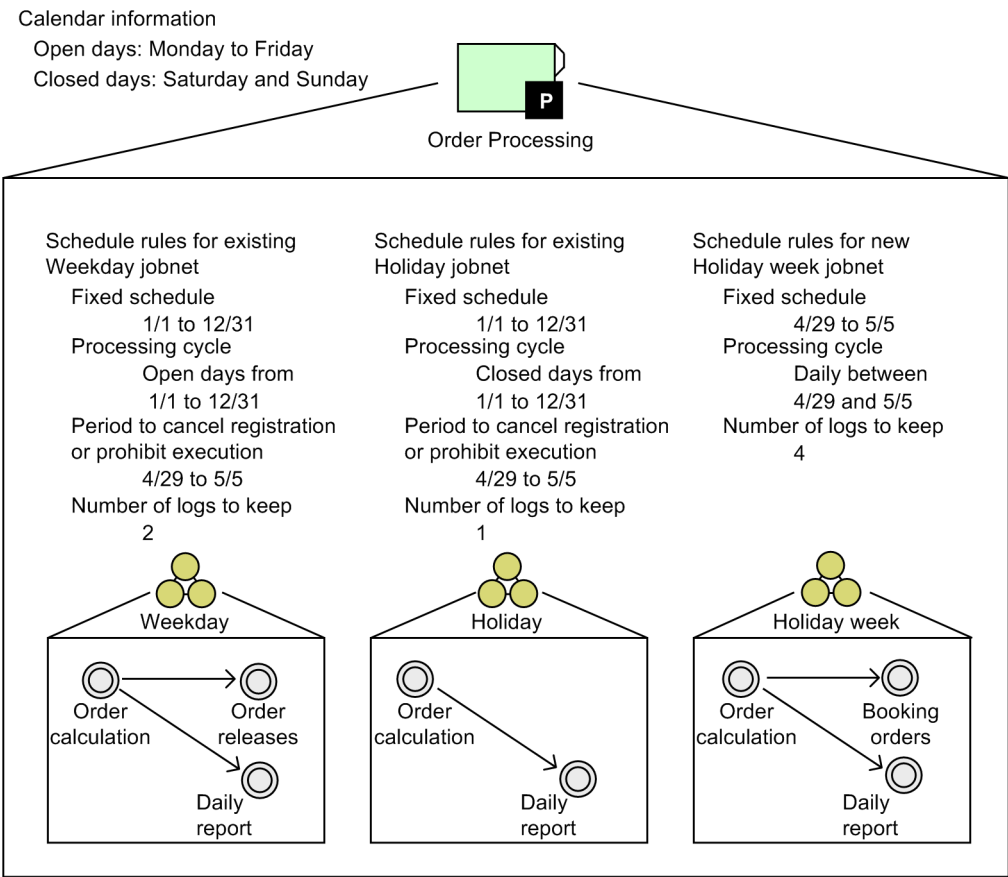 Calendar information
Open days: Monday to Friday
Closed days: Saturday and Sunday
P
Order Processing
Schedule rules for existing
Weekday jobnet
Fixed schedule
1/1 to 12/31
Processing cycle
Open days from
1/1 to 12/31
Period to cancel registration
or prohibit execution
4/29 to 5/5
Number of logs to keep
2
Weekday
Order
calculation
Order
releases
Daily
report
Schedule rules for existing
Holiday jobnet
Fixed schedule
1/1 to 12/31
Processing cycle
Closed days from
1/1 to 12/31
Period to cancel registration
or prohibit execution
4/29 to 5/5
Number of logs to keep
1
Holiday
Order
calculation
Daily
report
Schedule rules for new
Holiday week jobnet
Fixed schedule
4/29 to 5/5
Processing cycle
Daily between
4/29 and 5/5
Number of logs to keep
4
Holiday week
Order
calculation
Booking
orders
Daily
report